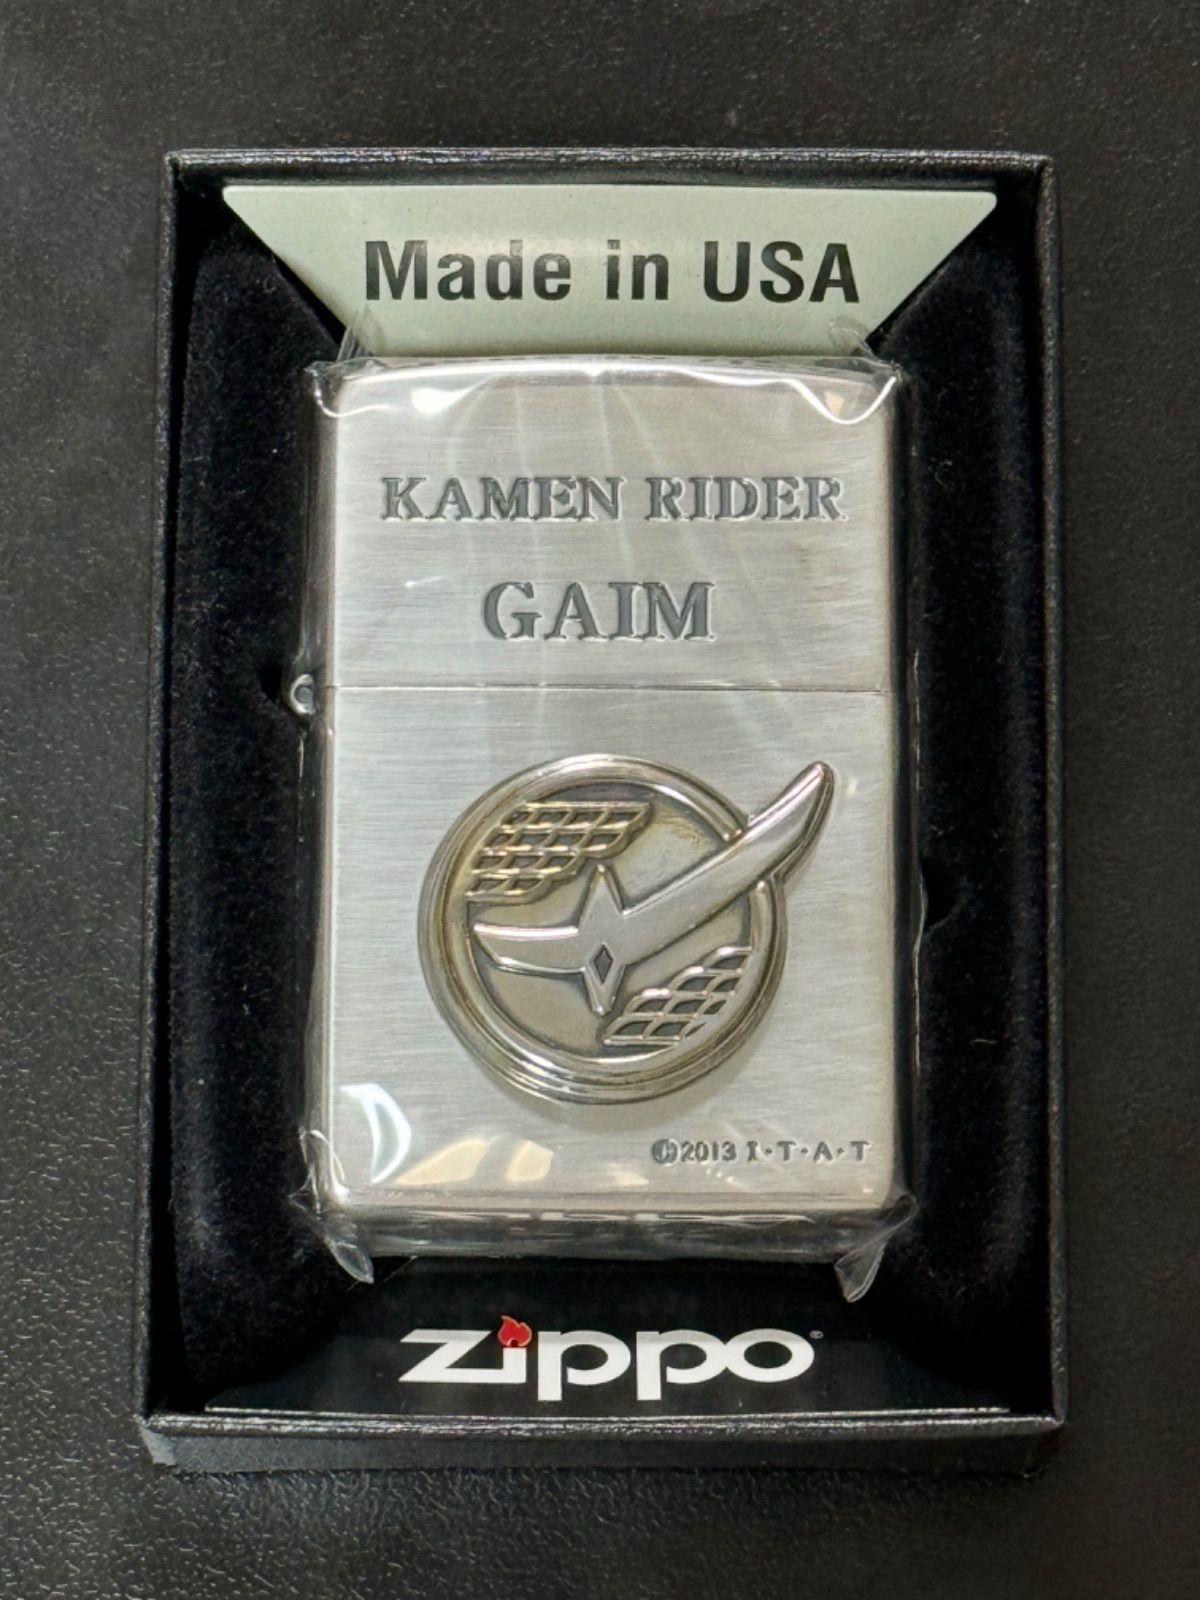 Made in USA
KAMEN RIDER
GAIM
©2013 I・T・A・T
zippo®